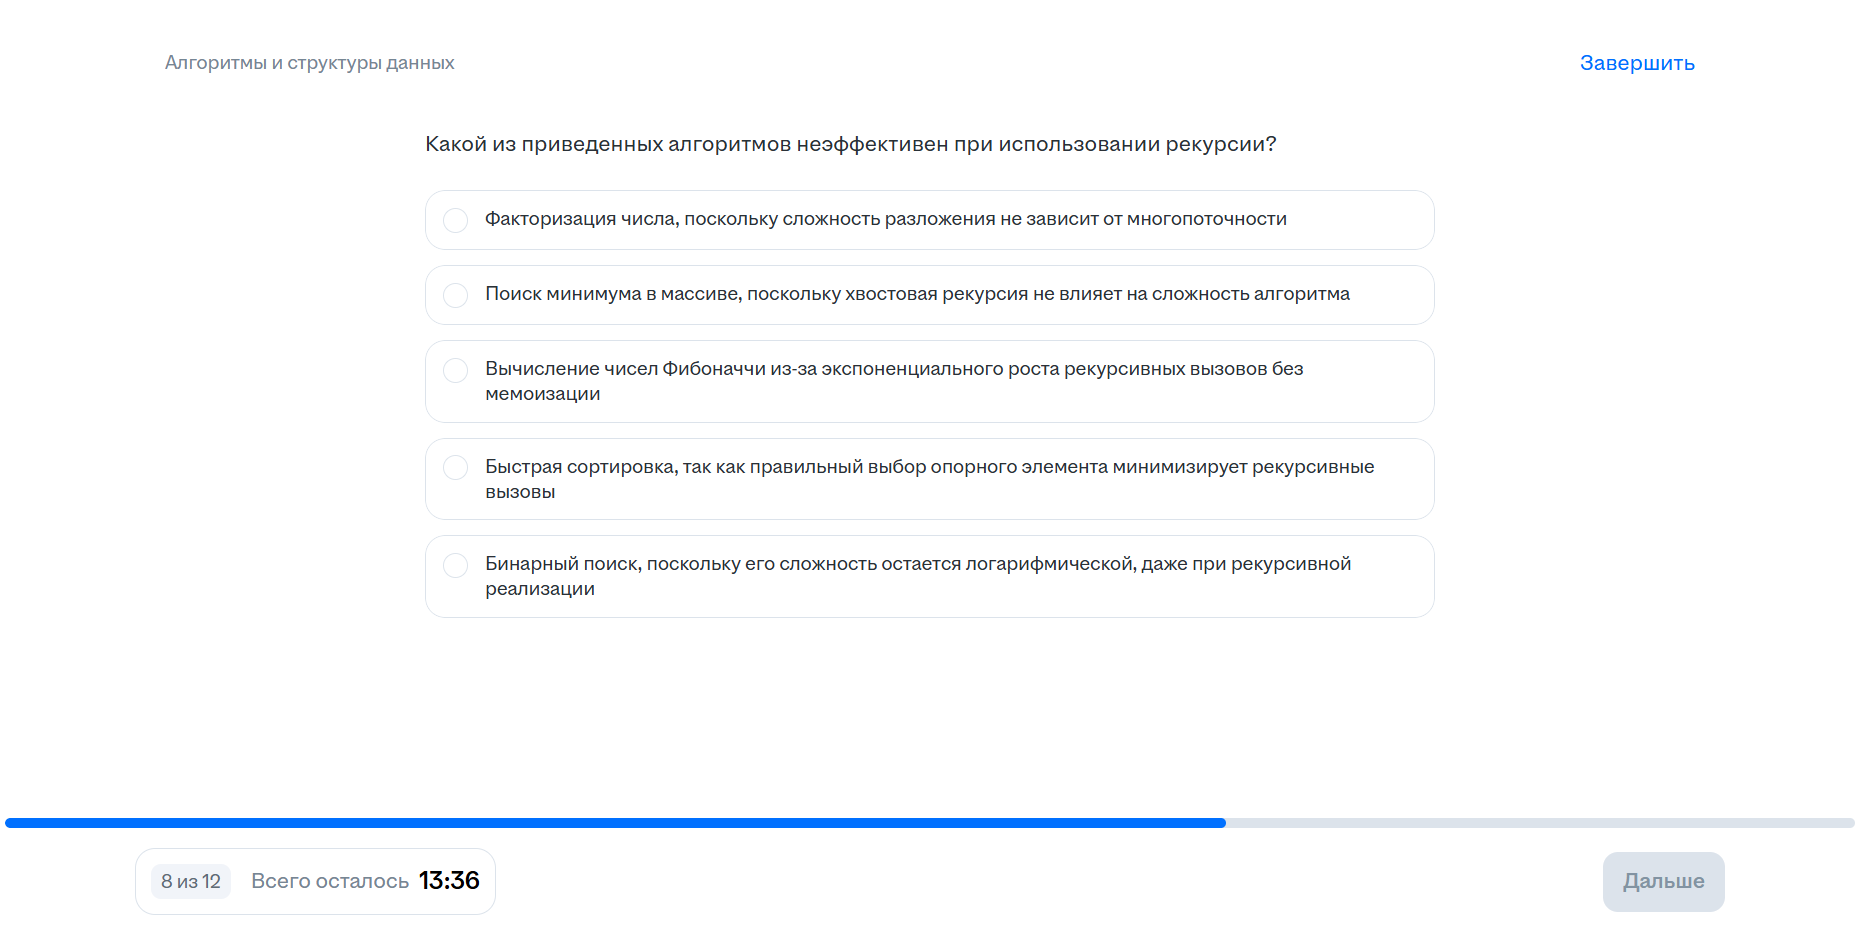 Алгоритмы и структуры данных
Завершить
Какой из приведенных алгоритмов неэффективен при использовании рекурсии?
Факторизация числа, поскольку сложность разложения не зависит от многопоточности
Поиск минимума в массиве, поскольку хвостовая рекурсия не влияет на сложность алгоритма
Вычисление чисел Фибоначчи из-за экспоненциального роста рекурсивных вызовов без
мемоизации
Быстрая сортировка, так как правильный выбор опорного элемента минимизирует рекурсивные
вызовы
Бинарный поиск, поскольку его сложность остается логарифмической, даже при рекурсивной
реализации
8 из 12
Всего осталось 13:36
Дальше